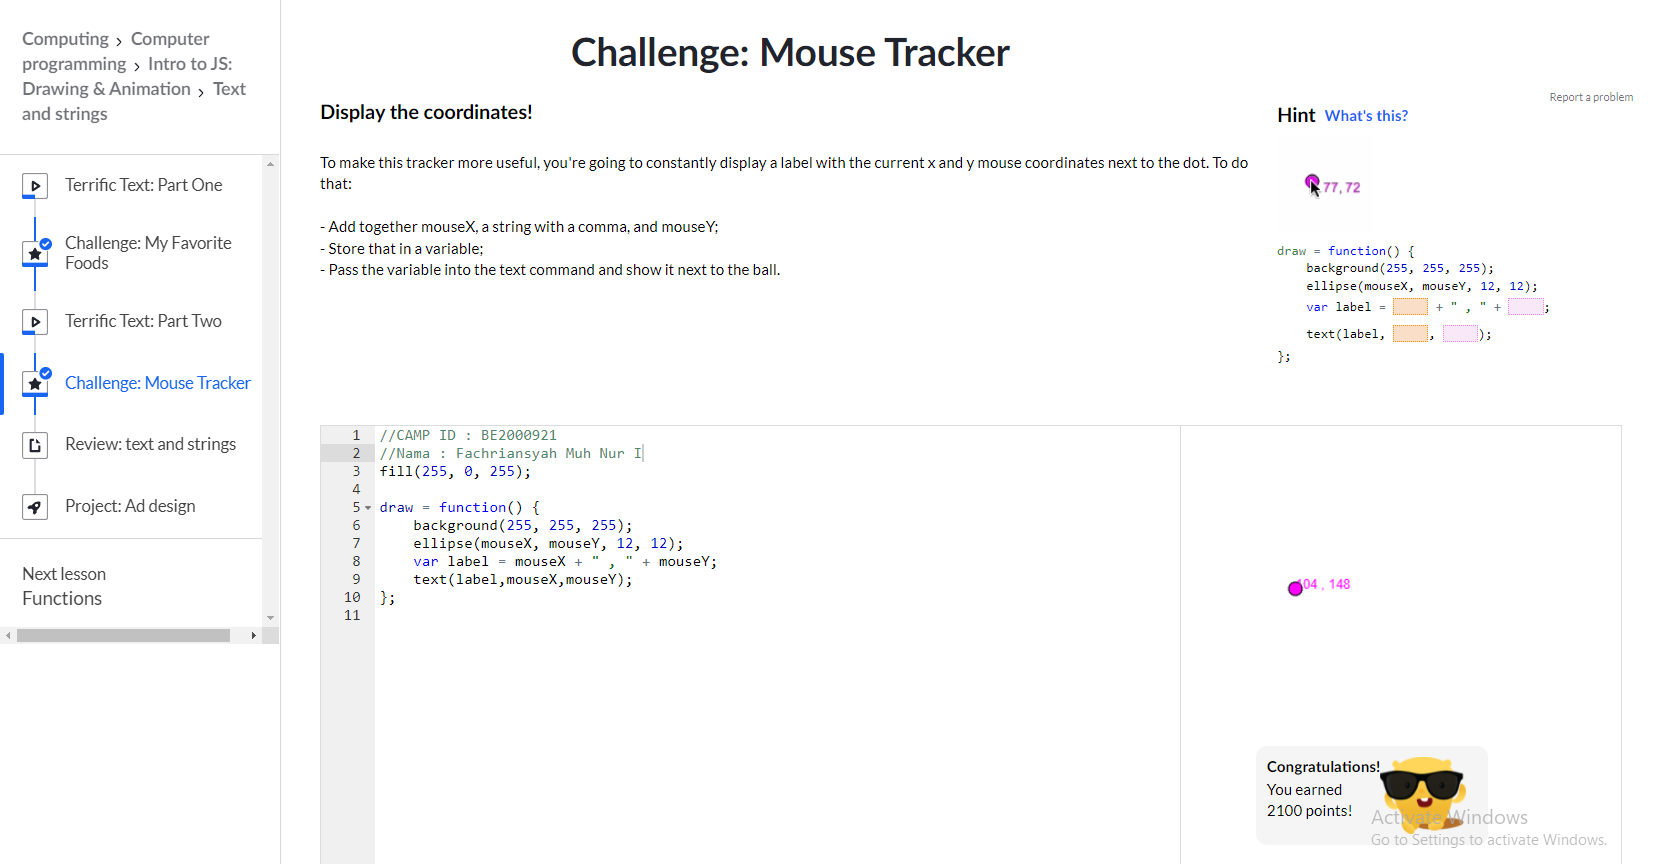 Computing › Computer
programming › Intro to JS:
Drawing & Animation › Text
and strings
Terrific Text: Part One
Challenge: My Favorite
Foods
Terrific Text: Part Two
Challenge: Mouse Tracker
Review: text and strings
Project: Ad design
Next lesson
Functions
Challenge: Mouse Tracker
Report a problem
Display the coordinates!
To make this tracker more useful, you're going to constantly display a label with the current x and y mouse coordinates next to the dot. To do
that:
- Add together mouseX, a string with a comma, and mouseY;
- Store that in a variable;
- Pass the variable into the text command and show it next to the ball.
Hint What's this?
77, 72
draw = function() {
background(255, 255, 255);
ellipse(mouseX, mouseY, 12, 12);
var label = + " , " + ;
text(label, , );
};
1 //CAMP ID : BE2000921
2 //Nama : Fachriansyah Muh Nur I
3 fill(255, 0, 255);
4
5 draw = function() {
6 background(255, 255, 255);
7 ellipse(mouseX, mouseY, 12, 12);
8 var label = mouseX + " , " + mouseY;
9 text(label,mouseX,mouseY);
10 };
11
104 , 148
Congratulations!
You earned
2100 points!
Activate Windows
Go to Settings to activate Windows.